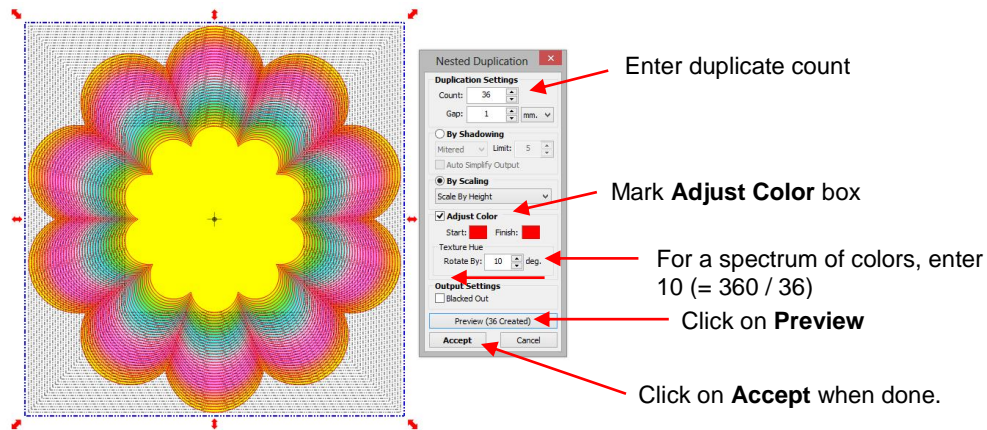 Nested Duplication
Duplication Settings
Count: 36
Gap: 1 mm.
By Shadowing
Mitered Limit: 5
Auto Simplify Output
By Scaling
Scale By Height
Adjust Color
Start: Finish:
Texture Hue
Rotate By: 10 deg.
Output Settings
Blacked Out
Preview (36 Created)
Accept Cancel
Enter duplicate count
Mark Adjust Color box
For a spectrum of colors, enter
10 (= 360 / 36)
Click on Preview
Click on Accept when done.